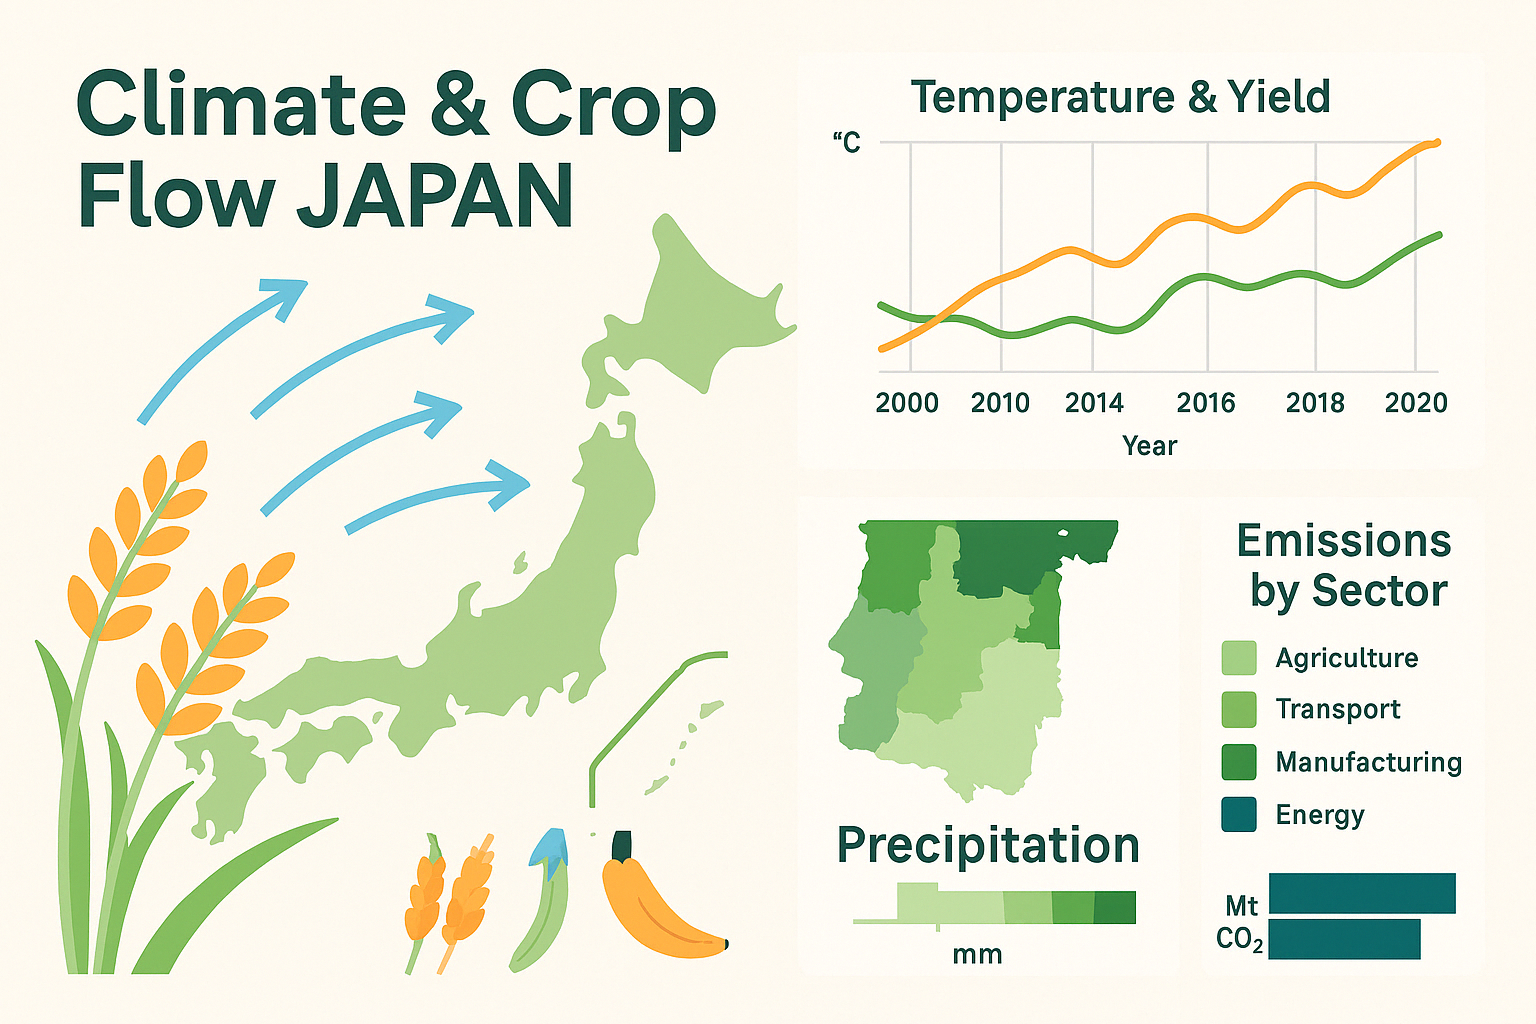 Climate & Crop
Flow JAPAN
Temperature & Yield
“C
2000 2010 2014 2016 2018 2020
Year
Precipitation
mm
Emissions
by Sector
Agriculture
Transport
Manufacturing
Energy
Mt
CO₂